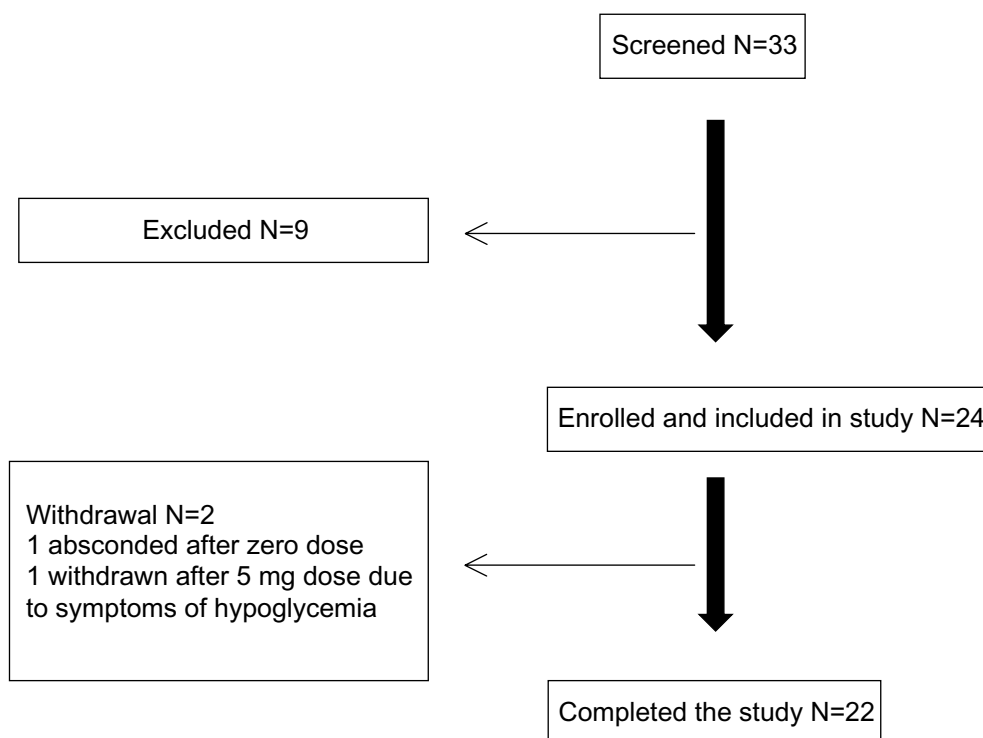 Screened N=33
Excluded N=9
Enrolled and included in study N=24
Withdrawal N=2
1 absconded after zero dose
1 withdrawn after 5 mg dose due
to symptoms of hypoglycemia
Completed the study N=22